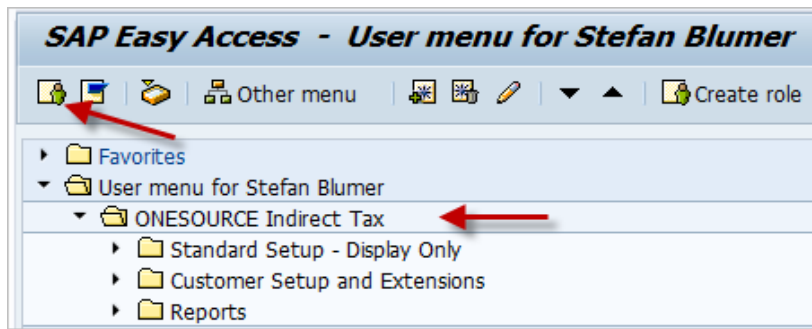 SAP Easy Access - User menu for Stefan Blumer
Other menu Create role
Favorites
User menu for Stefan Blumer
ONESOURCE Indirect Tax
Standard Setup - Display Only
Customer Setup and Extensions
Reports